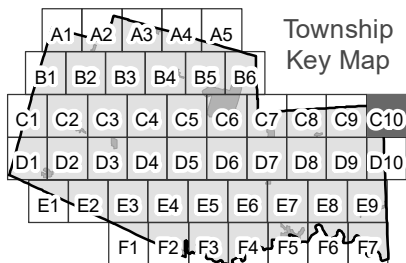 Township
Key Map
A1 A2 A3 A4 A5
B1 B2 B3 B4 B5 B6
C1 C2 C3 C4 C5 C6 C7 C8 C9 C10
D1 D2 D3 D4 D5 D6 D7 D8 D9 D10
E1 E2 E3 E4 E5 E6 E7 E8 E9
F1 F2 F3 F4 F5 F6 F7